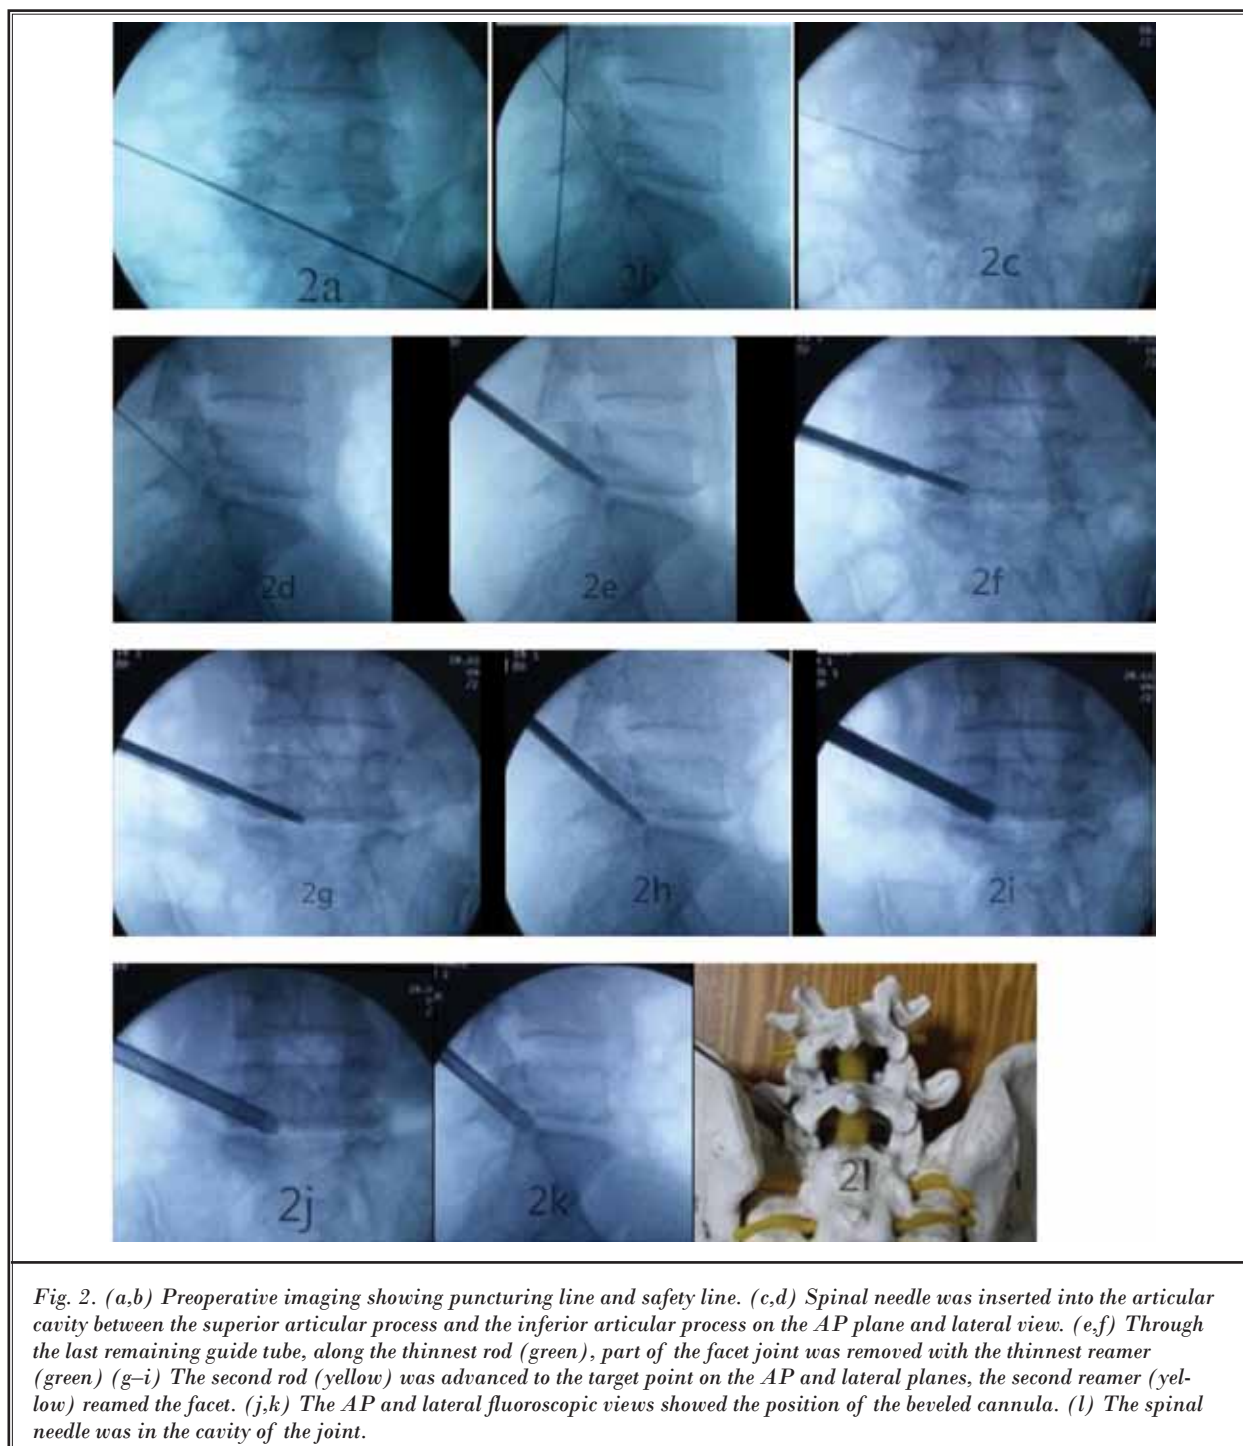 2a
2b
2c
2d
2e
2f
2g
2h
2i
2j
2k
2l
Fig. 2. (a,b) Preoperative imaging showing puncturing line and safety line. (c,d) Spinal needle was inserted into the articular
cavity between the superior articular process and the inferior articular process on the AP plane and lateral view. (e,f) Through
the last remaining guide tube, along the thinnest rod (green), part of the facet joint was removed with the thinnest reamer
(green) (g–i) The second rod (yellow) was advanced to the target point on the AP and lateral planes, the second reamer (yel-
low) reamed the facet. (j,k) The AP and lateral fluoroscopic views showed the position of the beveled cannula. (l) The spinal
needle was in the cavity of the joint.